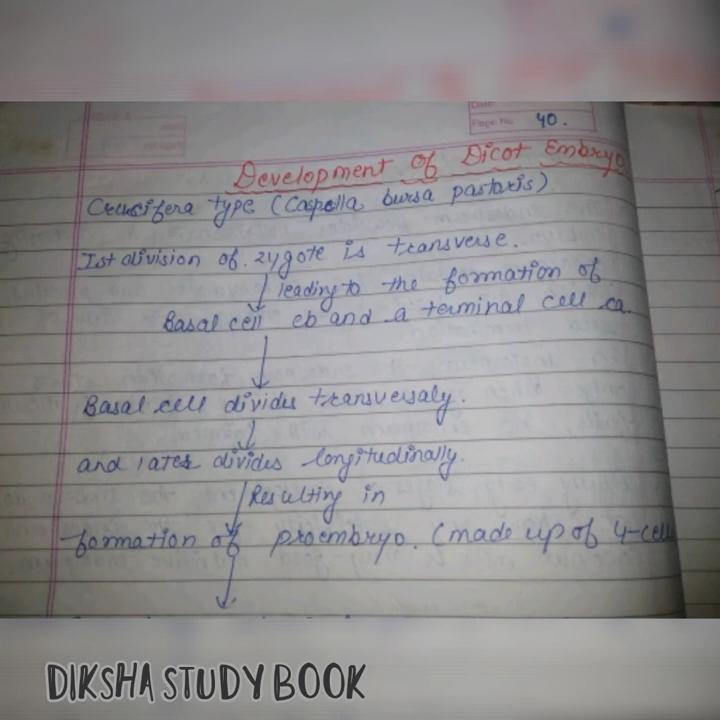 Date
Page No. 40.
Development of Dicot Embryo
Crucifera type (Caspella bursa pastoris)
Ist division of zygote is transverse.
leading to the formation of
Basal cell cb and a terminal cell ca.
Basal cell divides transversaly.
and later divides longitudinally.
Resulting in
formation of proembryo. (made up of 4-cell
DIKSHA STUDY BOOK